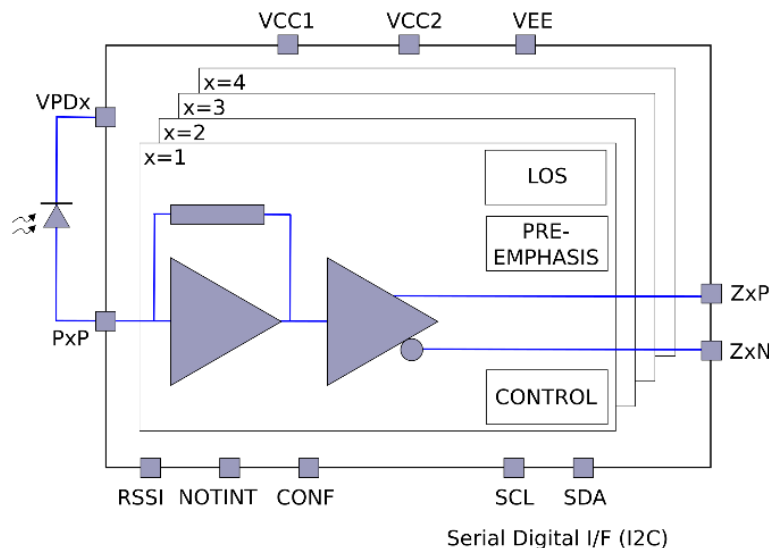 VCC1
VCC2
VEE
VPDx
x=4
x=3
x=2
x=1
LOS
PRE-
EMPHASIS
ZxP
PxP
ZxN
CONTROL
RSSI
NOTINT
CONF
SCL
SDA
Serial Digital I/F (I2C)